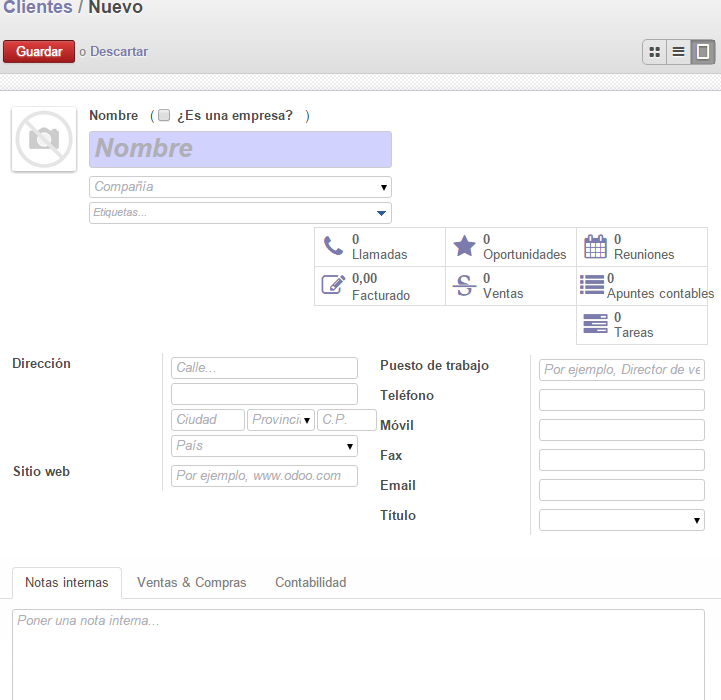 Clientes / Nuevo
Guardar o Descartar
Nombre ( ¿Es una empresa? )
Nombre
Compañía
Etiquetas...
0 Llamadas
0 Oportunidades
0 Reuniones
0,00 Facturado
0 Ventas
0 Apuntes contables
0 Tareas
Dirección
Calle...
Ciudad Provinci C.P.
País
Sitio web Por ejemplo, www.odoo.com
Puesto de trabajo Por ejemplo, Director de ve
Teléfono
Móvil
Fax
Email
Título
Notas internas Ventas & Compras Contabilidad
Poner una nota interna...